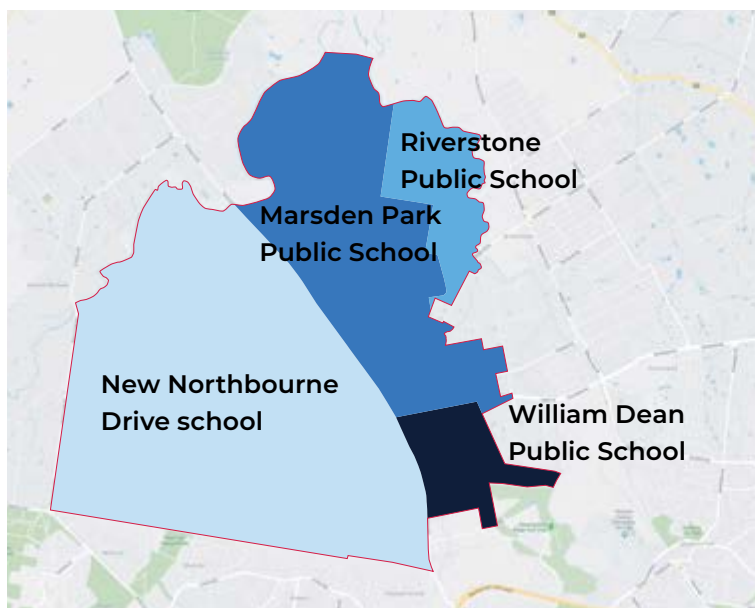 Riverstone
Public School
Marsden Park
Public School
New Northbourne
Drive school
William Dean
Public School